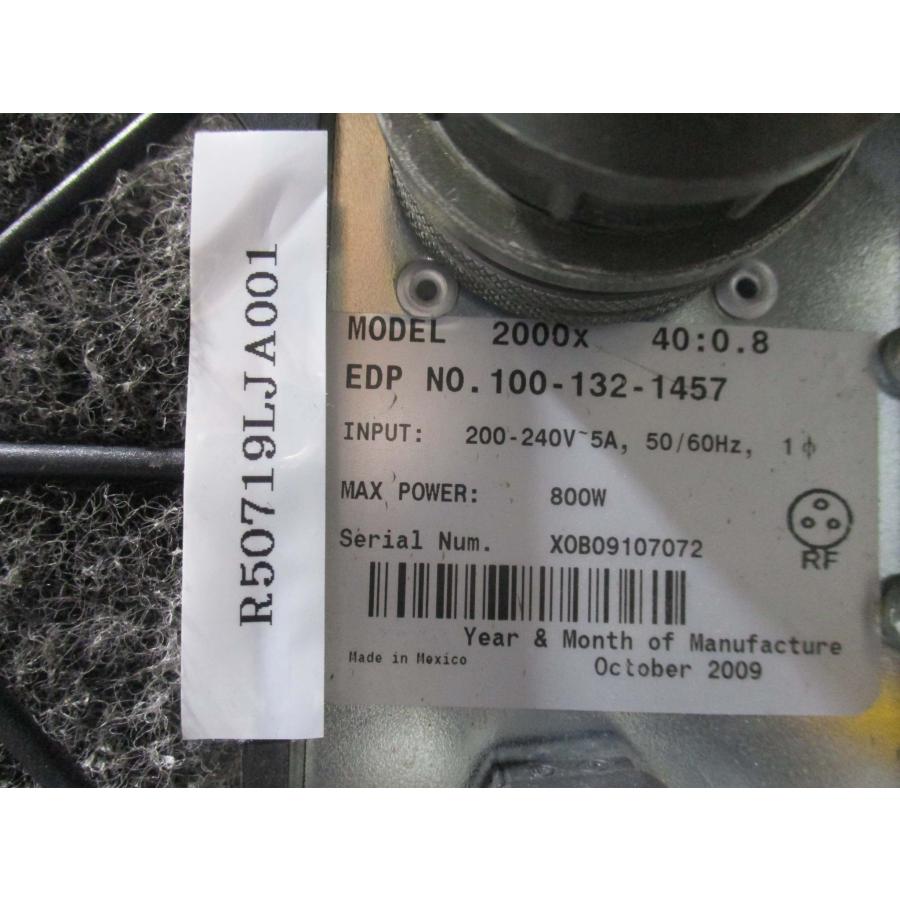 R50719LJA001
MODEL 2000x 40:0.8
EDP NO.100-132-1457
INPUT: 200-240V~5A, 50/60Hz, 1ϕ
MAX POWER: 800W
Serial Num. XOB09107072
RF
Year & Month of Manufacture
Made in Mexico October 2009